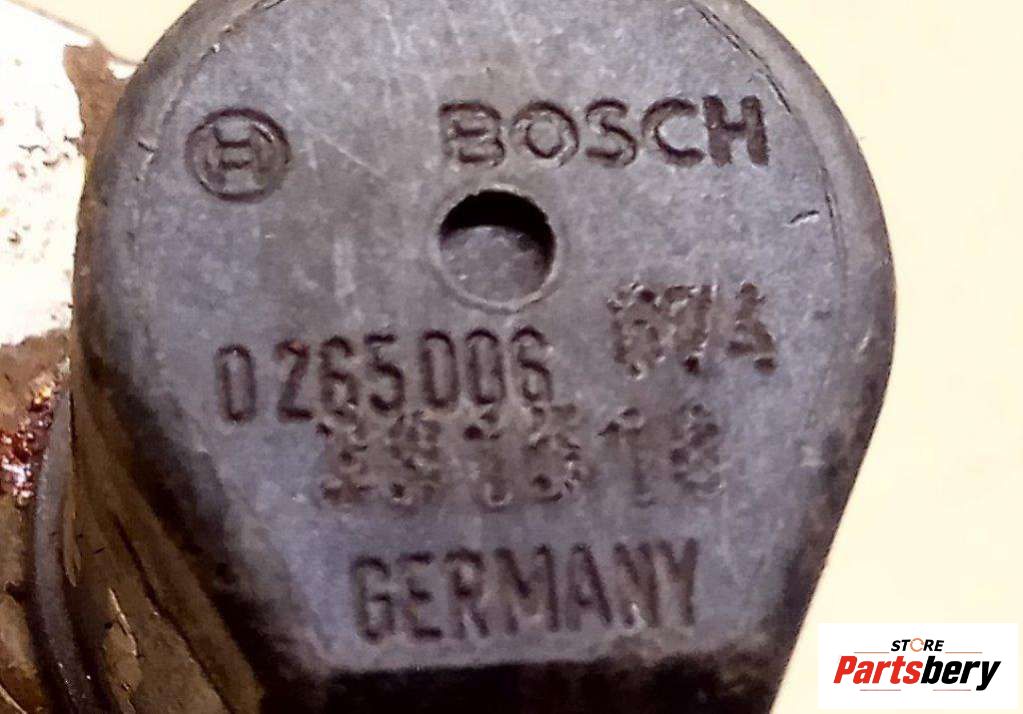 BOSCH
0265006
GERMANY
STORE
Partsbery